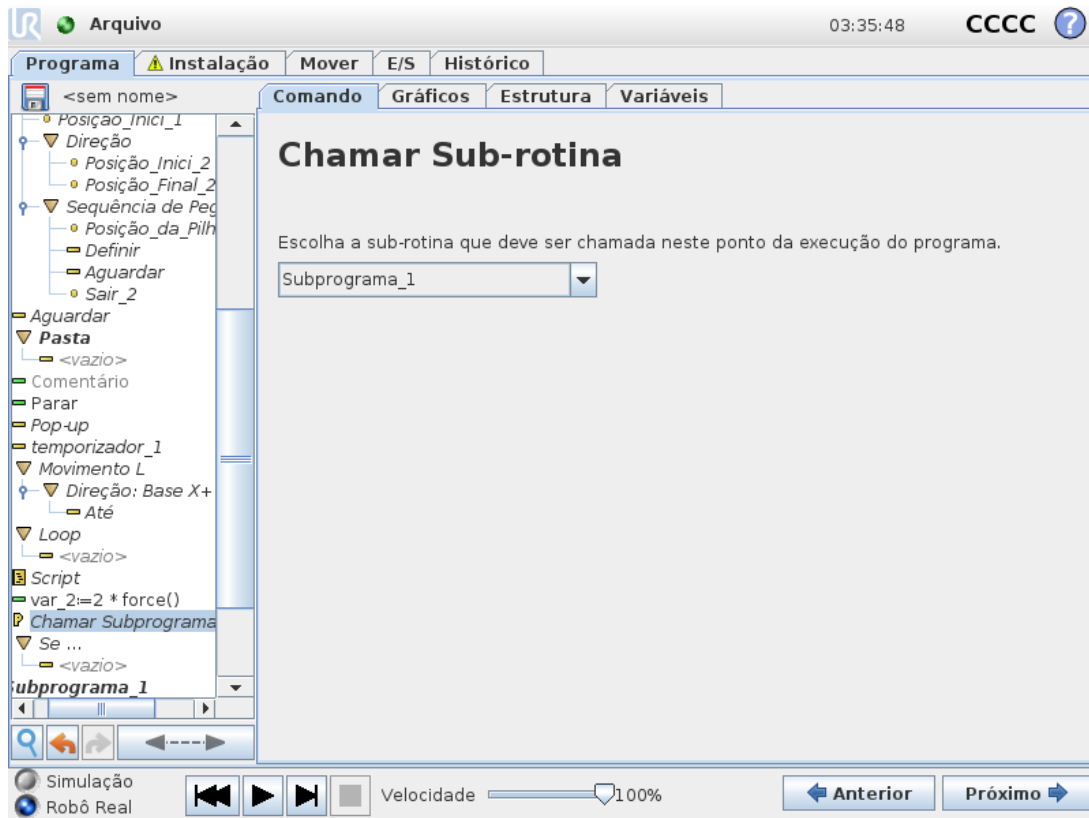 Arquivo 03:35:48 CCCC ?
Programa Instalação Mover E/S Histórico
<sem nome>
Comando Gráficos Estrutura Variáveis
Posição_Inici_1
Direção
Posição_Inici_2
Posição_Final_2
Sequência de Peg
Posição_da_Pilh
Definir
Aguardar
Sair_2
Aguardar
Pasta
<vazio>
Comentário
Parar
Pop-up
temporizador_1
Movimento L
Direção: Base X+
Até
Loop
<vazio>
Script
var_2:=2 * force()
Chamar Subprograma
Se ...
<vazio>
Subprograma_1
Chamar Sub-rotina
Escolha a sub-rotina que deve ser chamada neste ponto da execução do programa.
Subprograma_1
Simulação
Robô Real
Velocidade 100%
Anterior Próximo